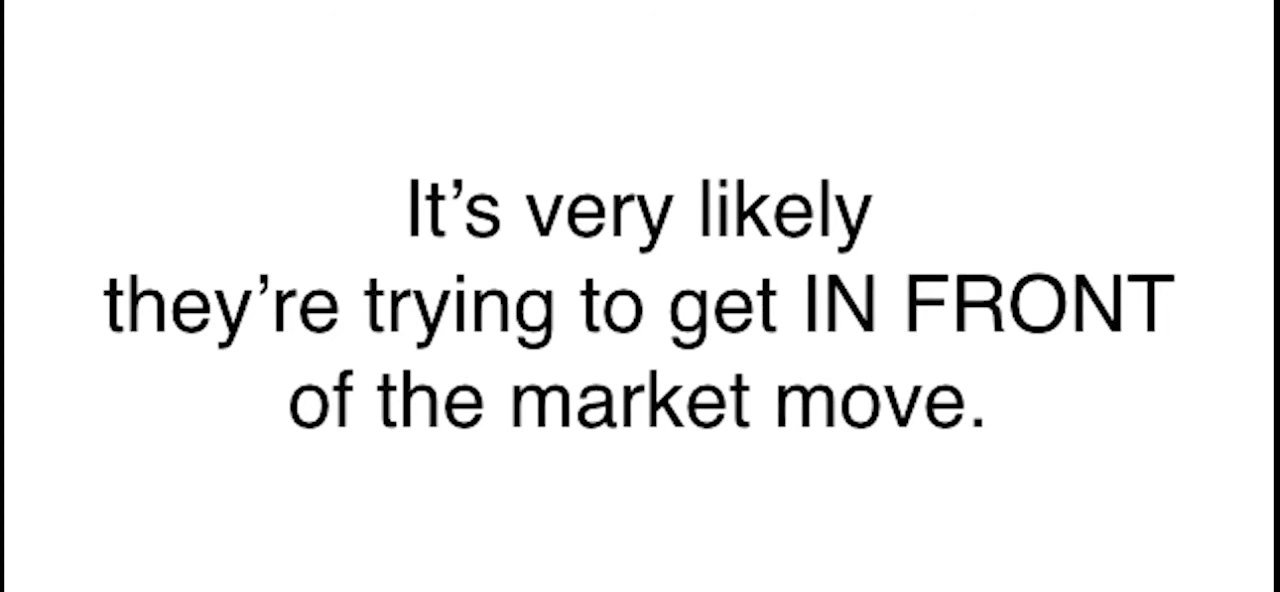 It’s very likely
they’re trying to get IN FRONT
of the market move.